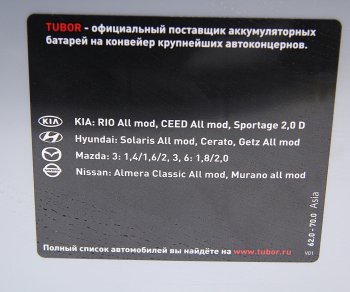 TUBOR - официальный поставщик аккумуляторных
батарей на конвейер крупнейших автоконцернов.
KIA KIA: RIO All mod, CEED All mod, Sportage 2,0 D
Hyundai: Solaris All mod, Cerato, Getz All mod
Mazda: 3: 1,4/1,6/2, 3, 6: 1,8/2,0
Nissan: Almera Classic All mod, Murano all mod
Полный список автомобилей вы найдете на www.tubor.ru
62.0 - 70.0 Asia
V01